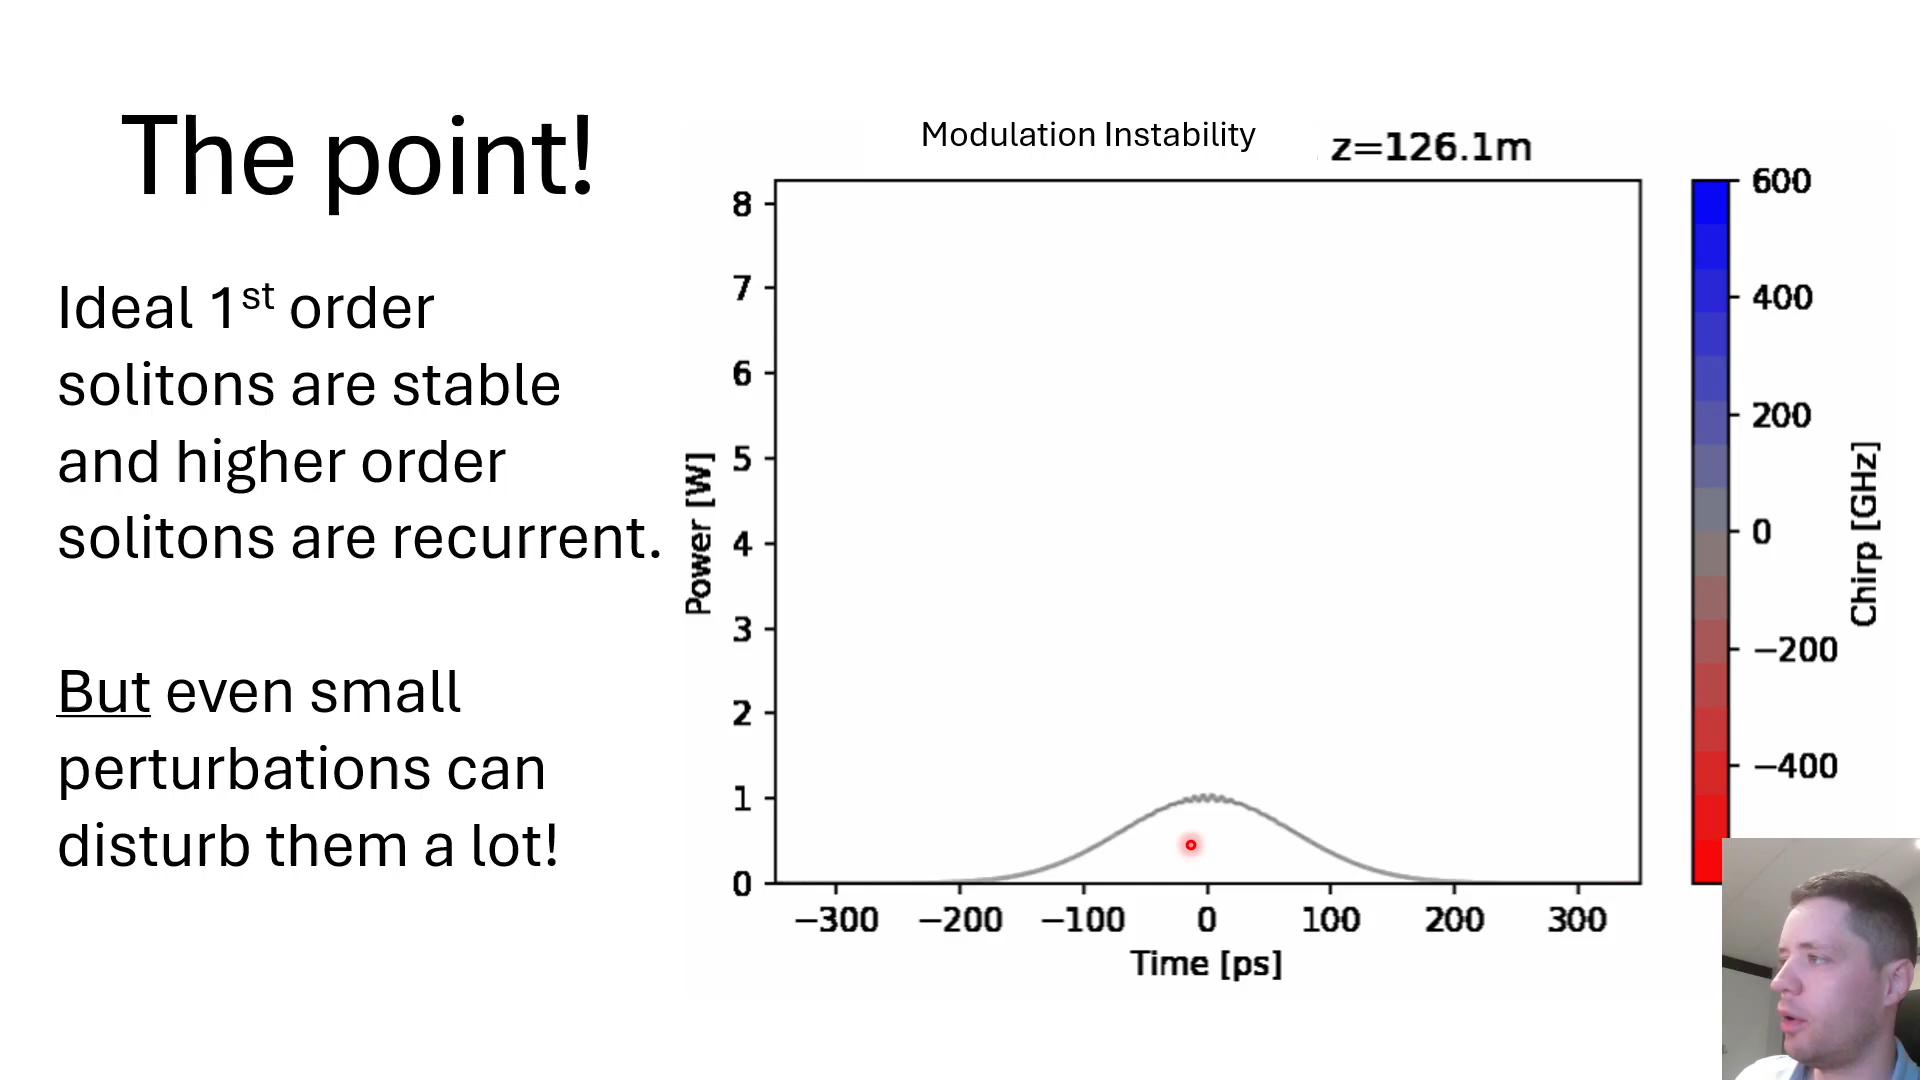 The point!
Ideal 1st order
solitons are stable
and higher order
solitons are recurrent.
But even small
perturbations can
disturb them a lot!
Modulation Instability
z=126.1m
Power [W]
8
7
6
5
4
3
2
1
0
−300 −200 −100 0 100 200 300
Time [ps]
600
400
200
0
−200
−400
Chirp [GHz]